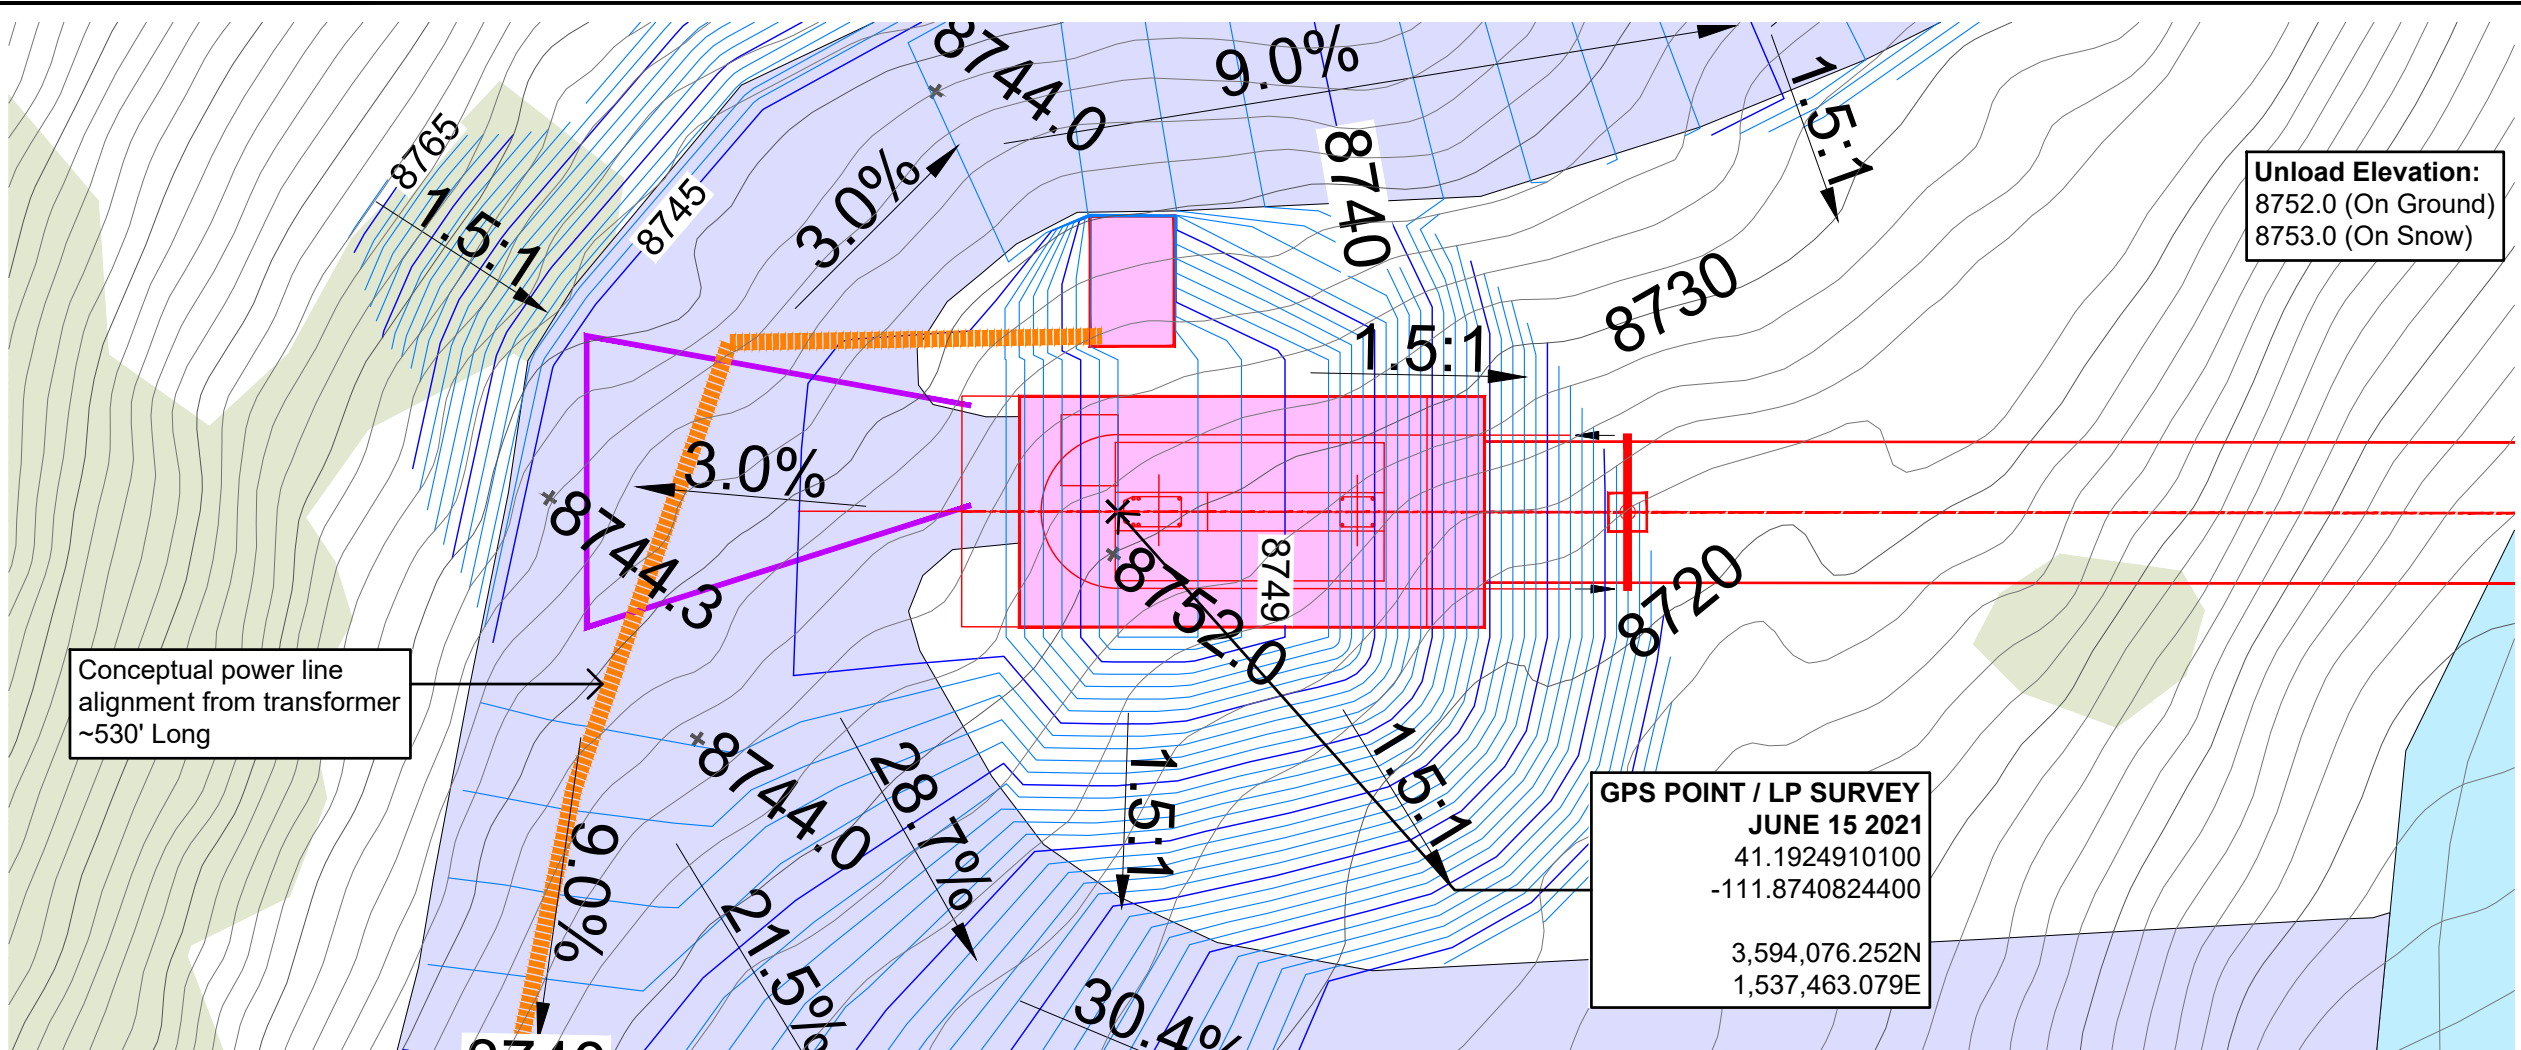 8744.0
9.0%
1.5:1
8765
1.5:1
8745
3.0%
8740
Unload Elevation:
8752.0 (On Ground)
8753.0 (On Snow)
8730
1.5:1
3.0%
8744.3
8752.0
8749
8720
Conceptual power line
alignment from transformer
~530' Long
8744.0
28.7%
1.5:1
1.5:1
GPS POINT / LP SURVEY
JUNE 15 2021
41.1924910100
-111.8740824400
3,594,076.252N
1,537,463.079E
9.0%
21.5%
30.4%